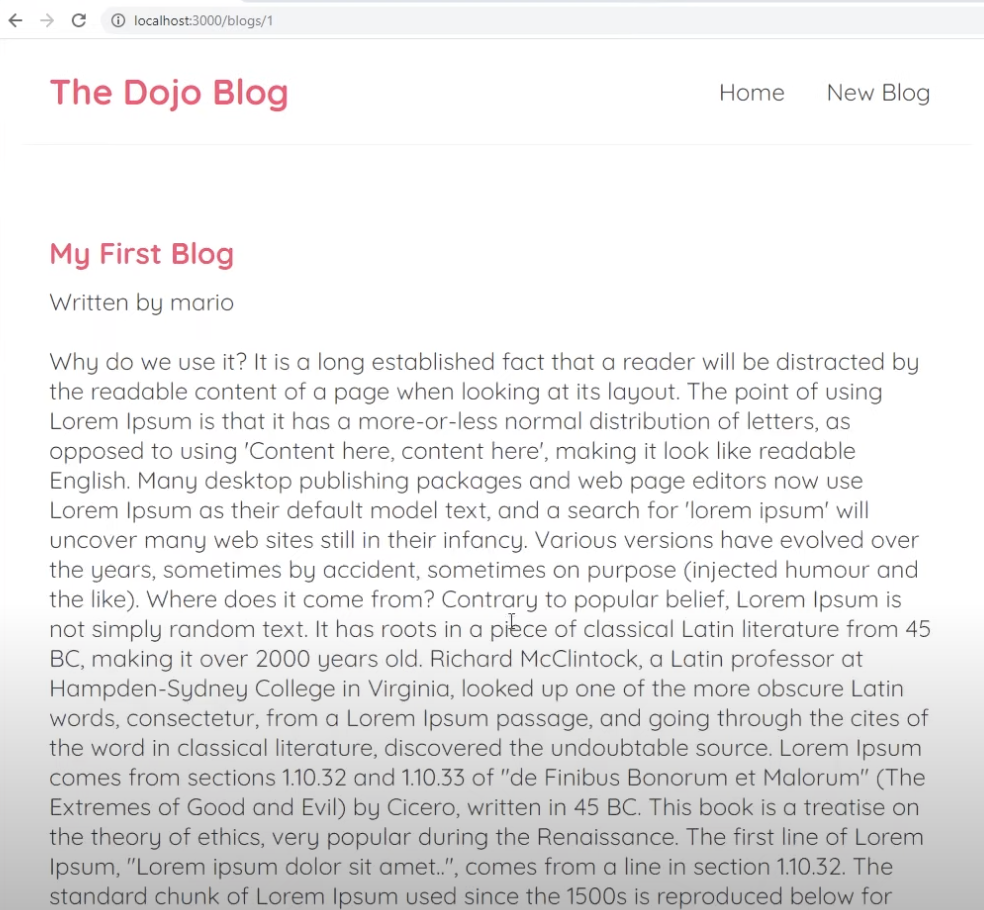 localhost:3000/blogs/1
The Dojo Blog
Home New Blog
My First Blog
Written by mario
Why do we use it? It is a long established fact that a reader will be distracted by
the readable content of a page when looking at its layout. The point of using
Lorem Ipsum is that it has a more-or-less normal distribution of letters, as
opposed to using 'Content here, content here', making it look like readable
English. Many desktop publishing packages and web page editors now use
Lorem Ipsum as their default model text, and a search for 'lorem ipsum' will
uncover many web sites still in their infancy. Various versions have evolved over
the years, sometimes by accident, sometimes on purpose (injected humour and
the like). Where does it come from? Contrary to popular belief, Lorem Ipsum is
not simply random text. It has roots in a piece of classical Latin literature from 45
BC, making it over 2000 years old. Richard McClintock, a Latin professor at
Hampden-Sydney College in Virginia, looked up one of the more obscure Latin
words, consectetur, from a Lorem Ipsum passage, and going through the cites of
the word in classical literature, discovered the undoubtable source. Lorem Ipsum
comes from sections 1.10.32 and 1.10.33 of "de Finibus Bonorum et Malorum" (The
Extremes of Good and Evil) by Cicero, written in 45 BC. This book is a treatise on
the theory of ethics, very popular during the Renaissance. The first line of Lorem
Ipsum, "Lorem ipsum dolor sit amet..", comes from a line in section 1.10.32. The
standard chunk of Lorem Ipsum used since the 1500s is reproduced below for